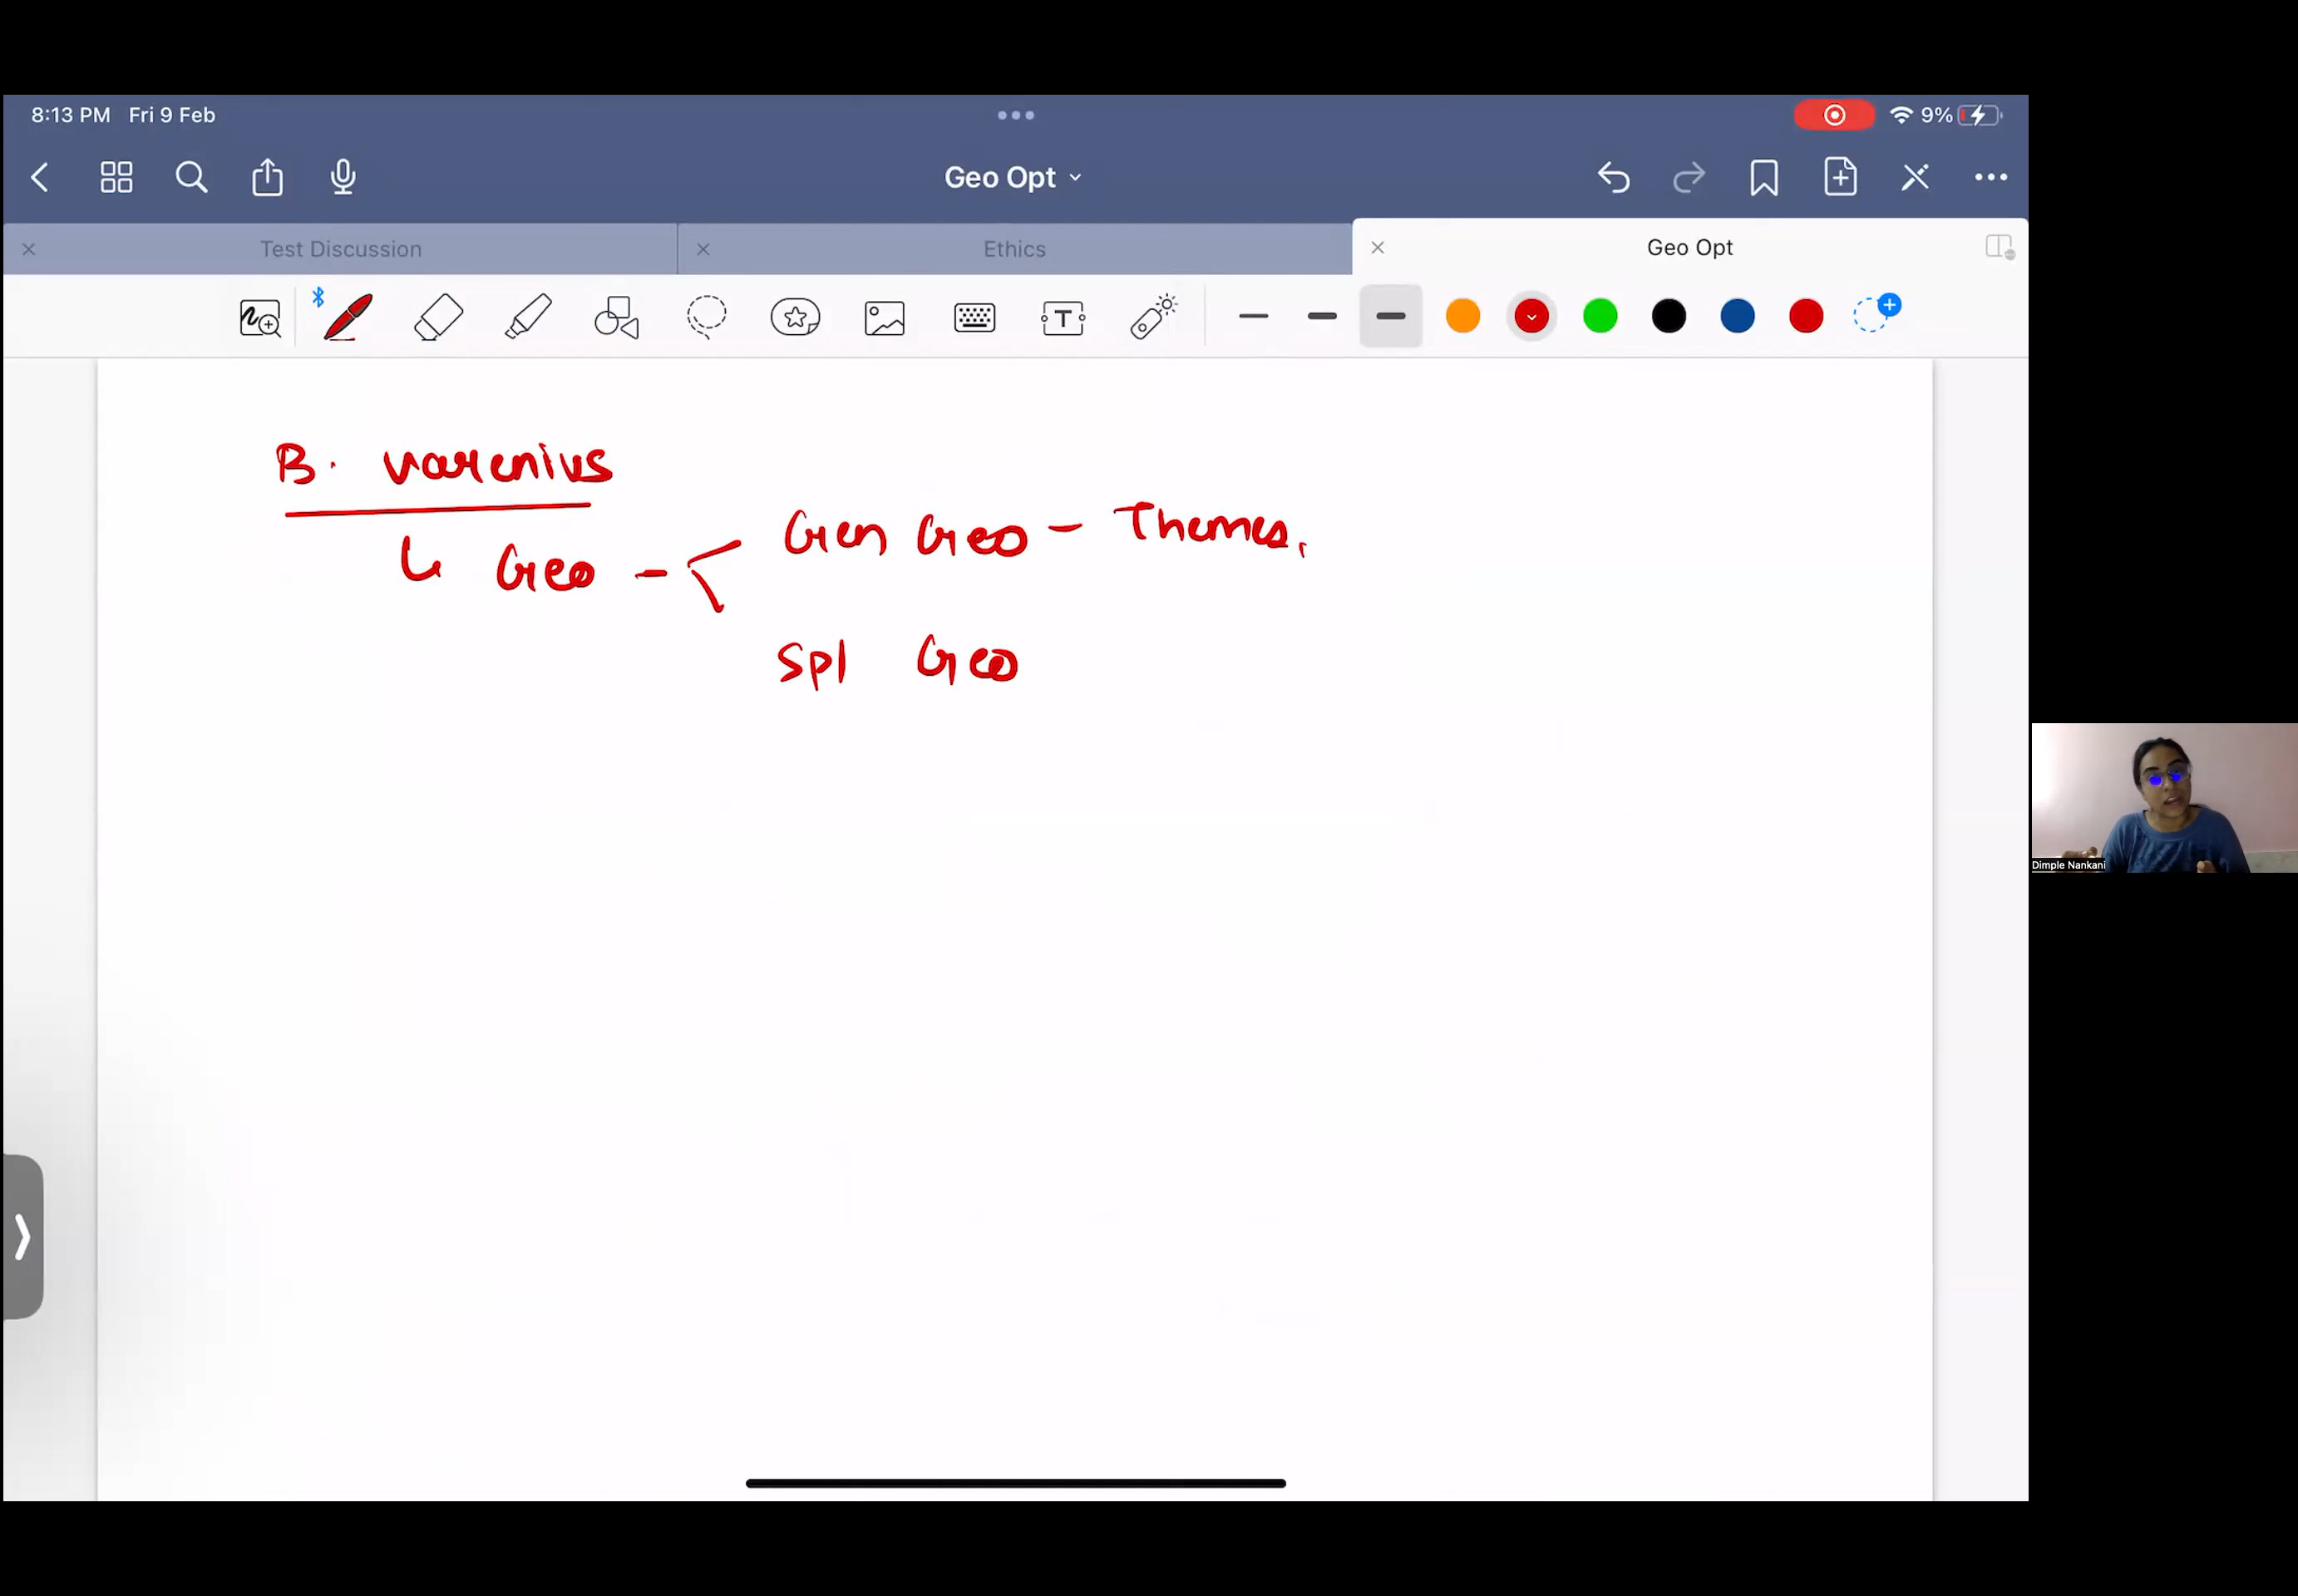 8:13 PM Fri 9 Feb
9%
Geo Opt
Test Discussion
Ethics
Geo Opt
T
B. Varenius
Geo - Gen Geo - Themes,
Spl Geo
Dimple Nankani